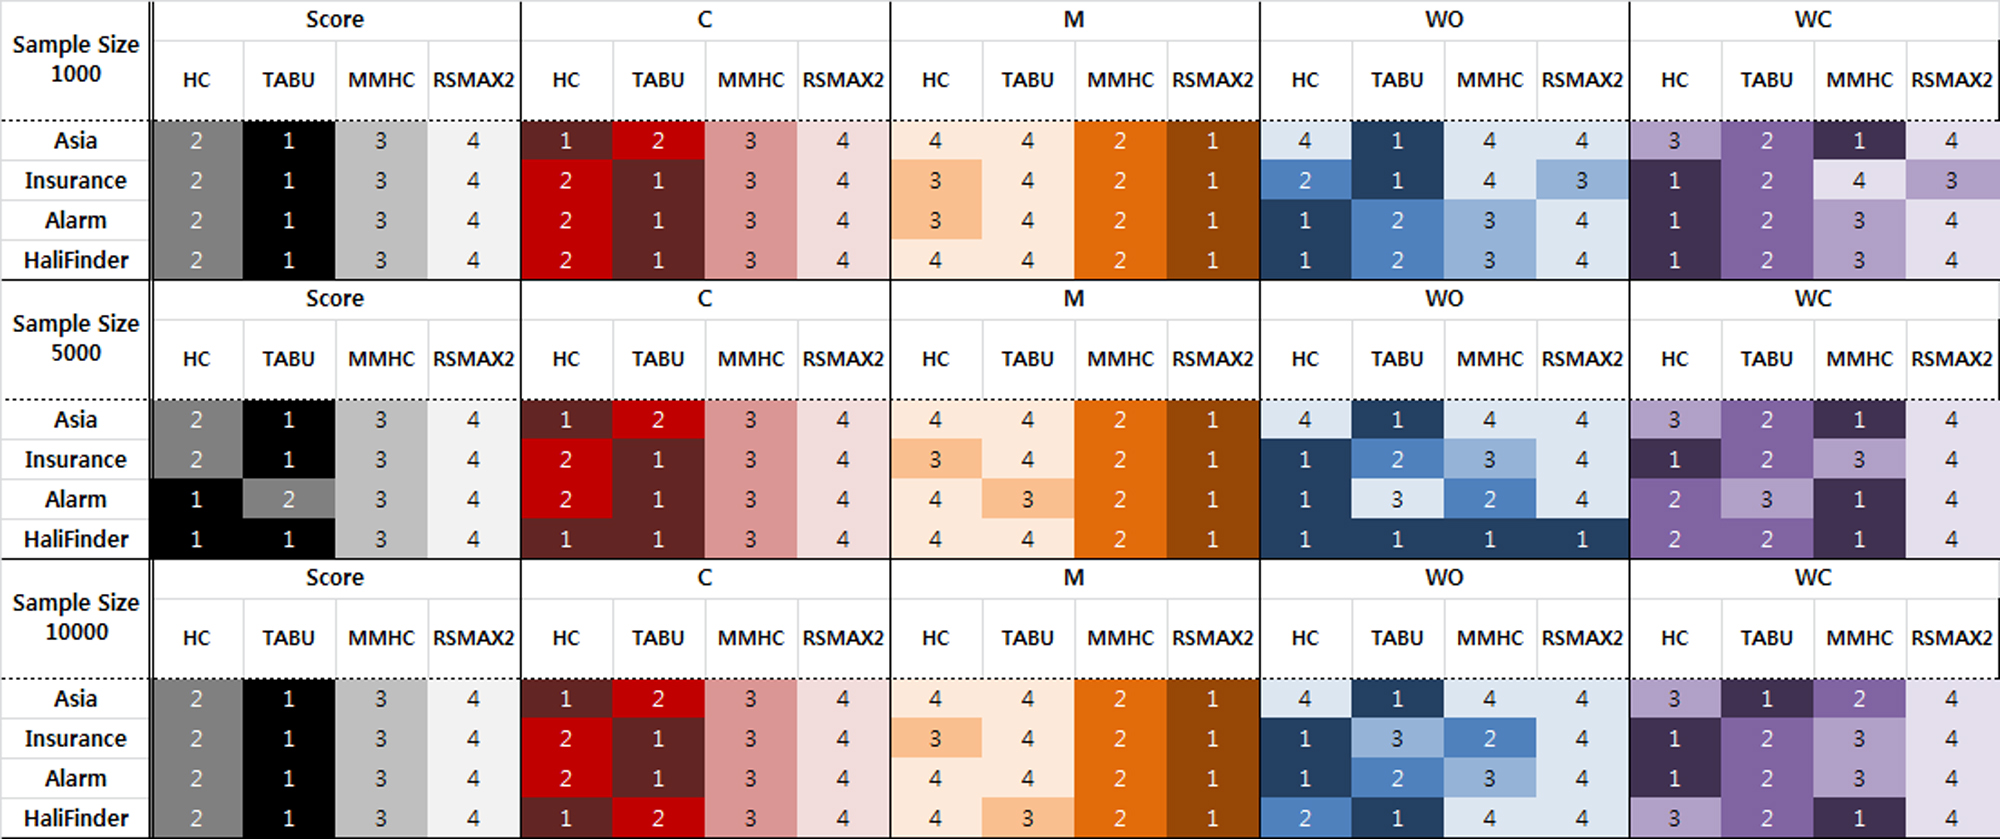 Sample Size 1000 Score C M WO WC
HC TABU MMHC RSMAX2 HC TABU MMHC RSMAX2 HC TABU MMHC RSMAX2 HC TABU MMHC RSMAX2 HC TABU MMHC RSMAX2
Asia 2 1 3 4 1 2 3 4 4 4 2 1 4 1 4 4 3 2 1 4
Insurance 2 1 3 4 2 1 3 4 3 4 2 1 2 1 4 3 1 2 4 3
Alarm 2 1 3 4 2 1 3 4 3 4 2 1 1 2 3 4 1 2 3 4
HaliFinder 2 1 3 4 2 1 3 4 4 4 2 1 1 2 3 4 1 2 3 4
Sample Size 5000 Score C M WO WC
HC TABU MMHC RSMAX2 HC TABU MMHC RSMAX2 HC TABU MMHC RSMAX2 HC TABU MMHC RSMAX2 HC TABU MMHC RSMAX2
Asia 2 1 3 4 1 2 3 4 4 4 2 1 4 1 4 4 3 2 1 4
Insurance 2 1 3 4 2 1 3 4 3 4 2 1 1 2 3 4 1 2 3 4
Alarm 1 2 3 4 2 1 3 4 4 3 2 1 1 3 2 4 2 3 1 4
HaliFinder 1 1 3 4 1 1 3 4 4 4 2 1 1 1 1 1 2 2 1 4
Sample Size 10000 Score C M WO WC
HC TABU MMHC RSMAX2 HC TABU MMHC RSMAX2 HC TABU MMHC RSMAX2 HC TABU MMHC RSMAX2 HC TABU MMHC RSMAX2
Asia 2 1 3 4 1 2 3 4 4 4 2 1 4 1 4 4 3 1 2 4
Insurance 2 1 3 4 2 1 3 4 3 4 2 1 1 3 2 4 1 2 3 4
Alarm 2 1 3 4 2 1 3 4 4 4 2 1 1 2 3 4 1 2 3 4
HaliFinder 2 1 3 4 1 2 3 4 4 3 2 1 2 1 4 4 3 2 1 4